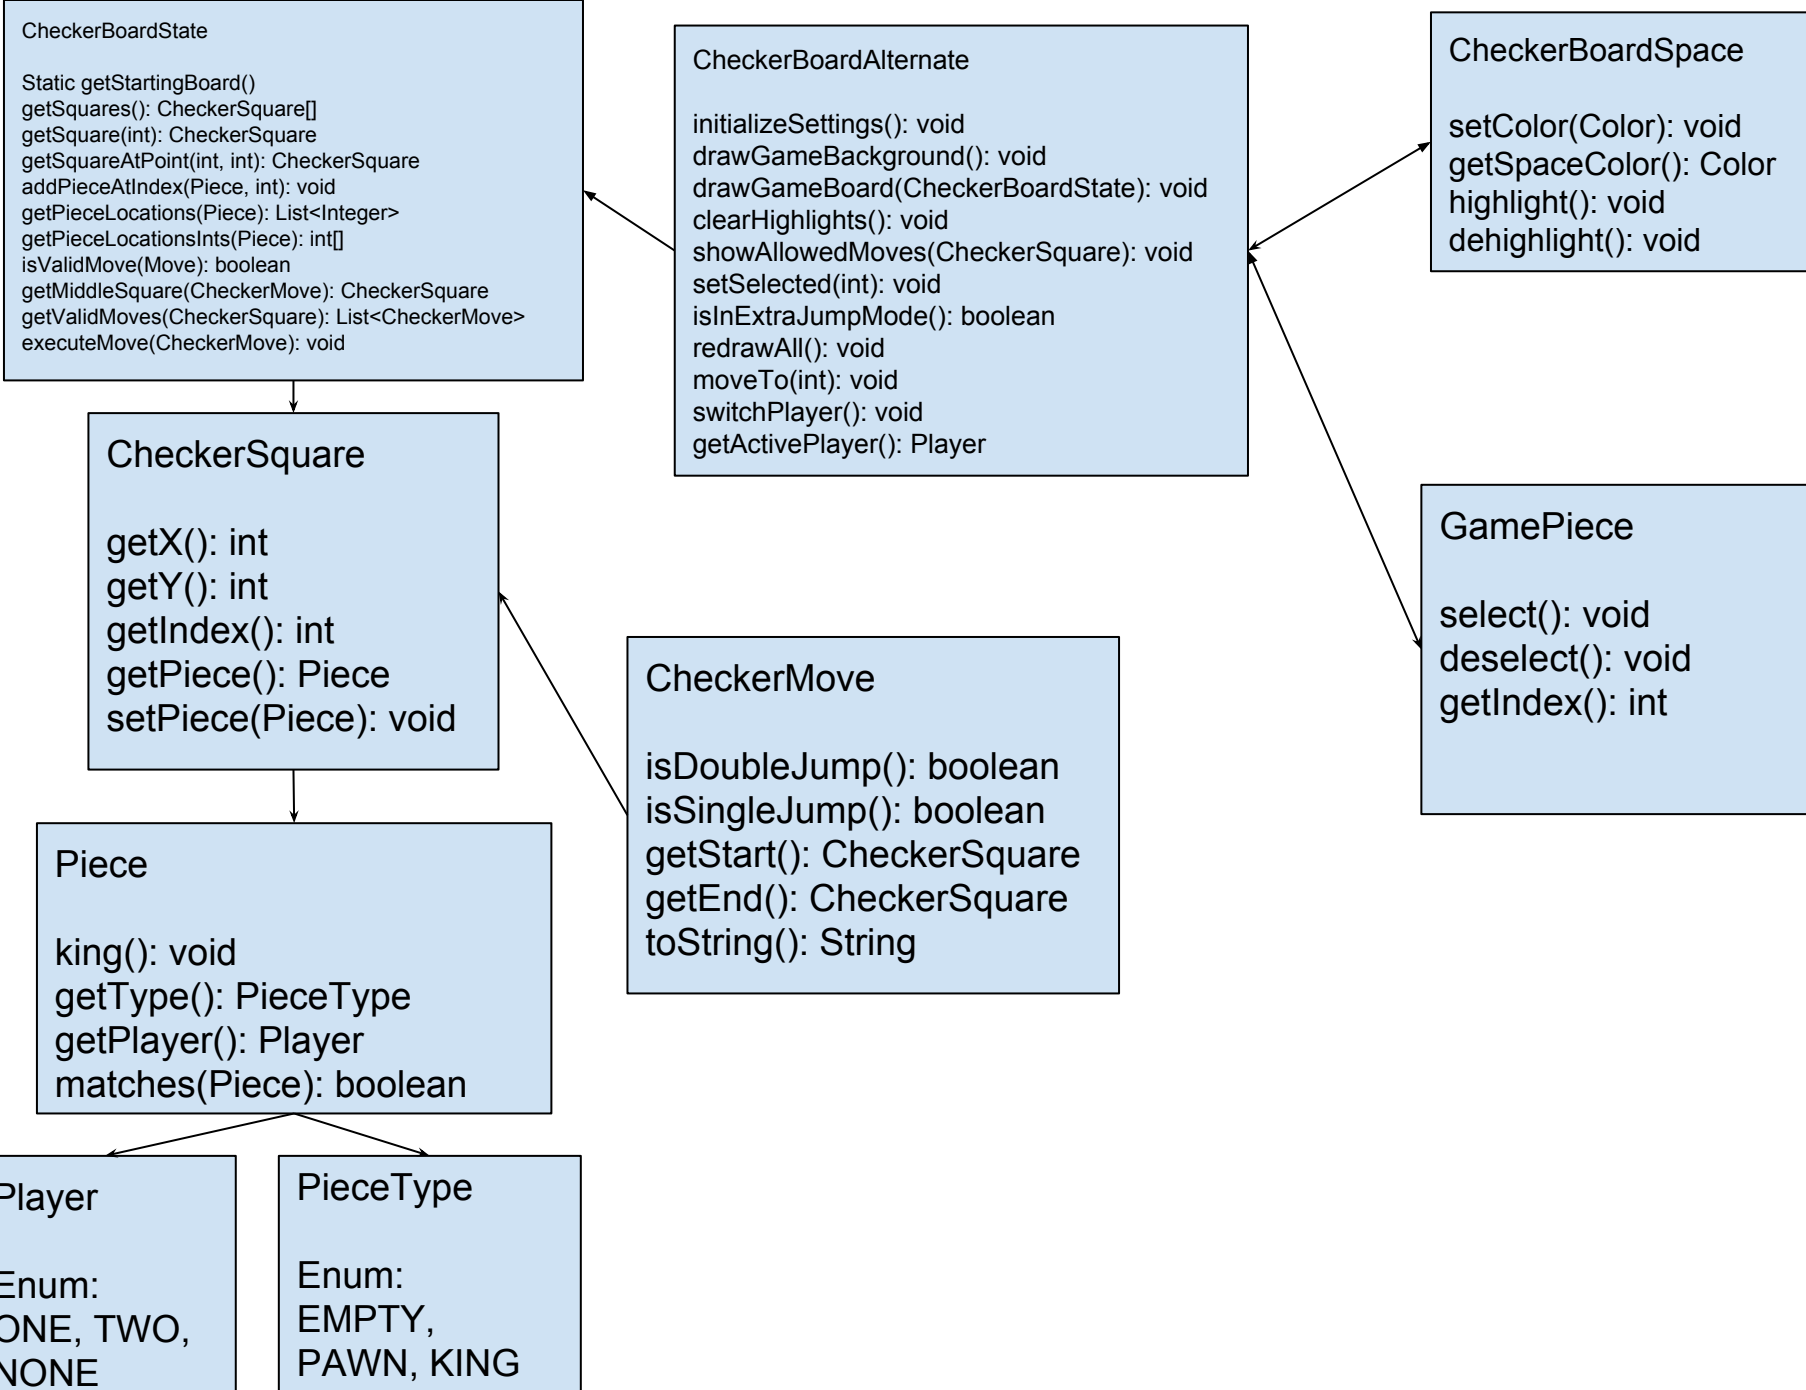 CheckerBoardState
Static getStartingBoard()
getSquares(): CheckerSquare[]
getSquare(int): CheckerSquare
getSquareAtPoint(int, int): CheckerSquare
addPieceAtIndex(Piece, int): void
getPieceLocations(Piece): List<Integer>
getPieceLocationsInts(Piece): int[]
isValidMove(Move): boolean
getMiddleSquare(CheckerMove): CheckerSquare
getValidMoves(CheckerSquare): List<CheckerMove>
executeMove(CheckerMove): void
CheckerBoardAlternate
initializeSettings(): void
drawGameBackground(): void
drawGameBoard(CheckerBoardState): void
clearHighlights(): void
showAllowedMoves(CheckerSquare): void
setSelected(int): void
isInExtraJumpMode(): boolean
redrawAll(): void
moveTo(int): void
switchPlayer(): void
getActivePlayer(): Player
CheckerBoardSpace
setColor(Color): void
getSpaceColor(): Color
highlight(): void
dehighlight(): void
CheckerSquare
getX(): int
getY(): int
getIndex(): int
getPiece(): Piece
setPiece(Piece): void
CheckerMove
isDoubleJump(): boolean
isSingleJump(): boolean
getStart(): CheckerSquare
getEnd(): CheckerSquare
toString(): String
GamePiece
select(): void
deselect(): void
getIndex(): int
Piece
king(): void
getType(): PieceType
getPlayer(): Player
matches(Piece): boolean
Player
Enum:
ONE, TWO,
NONE
PieceType
Enum:
EMPTY,
PAWN, KING